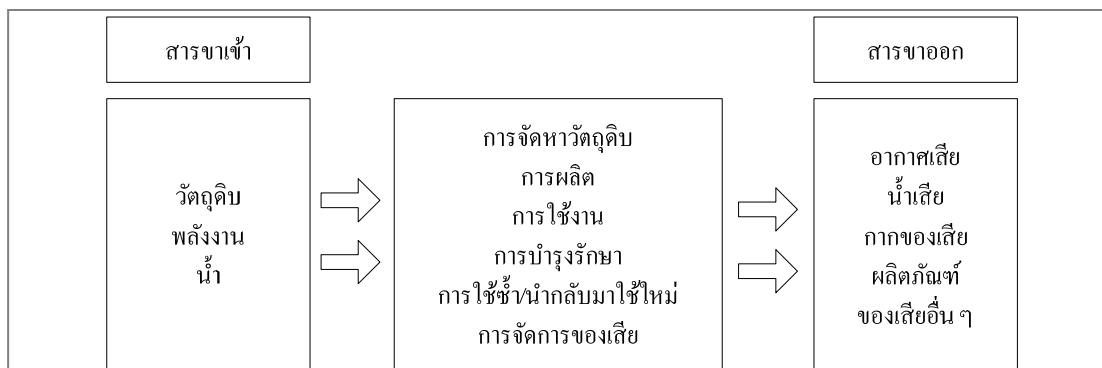 สารขาเข้า
สารขาออก
วัตถุดิบ
พลังงาน
น้ำ
การจัดหาวัตถุดิบ
การผลิต
การใช้งาน
การบำรุงรักษา
การใช้ซ้ำ/นำกลับมาใช้ใหม่
การจัดการของเสีย
อากาศเสีย
น้ำเสีย
กากของเสีย
ผลิตภัณฑ์
ของเสียอื่น ๆ